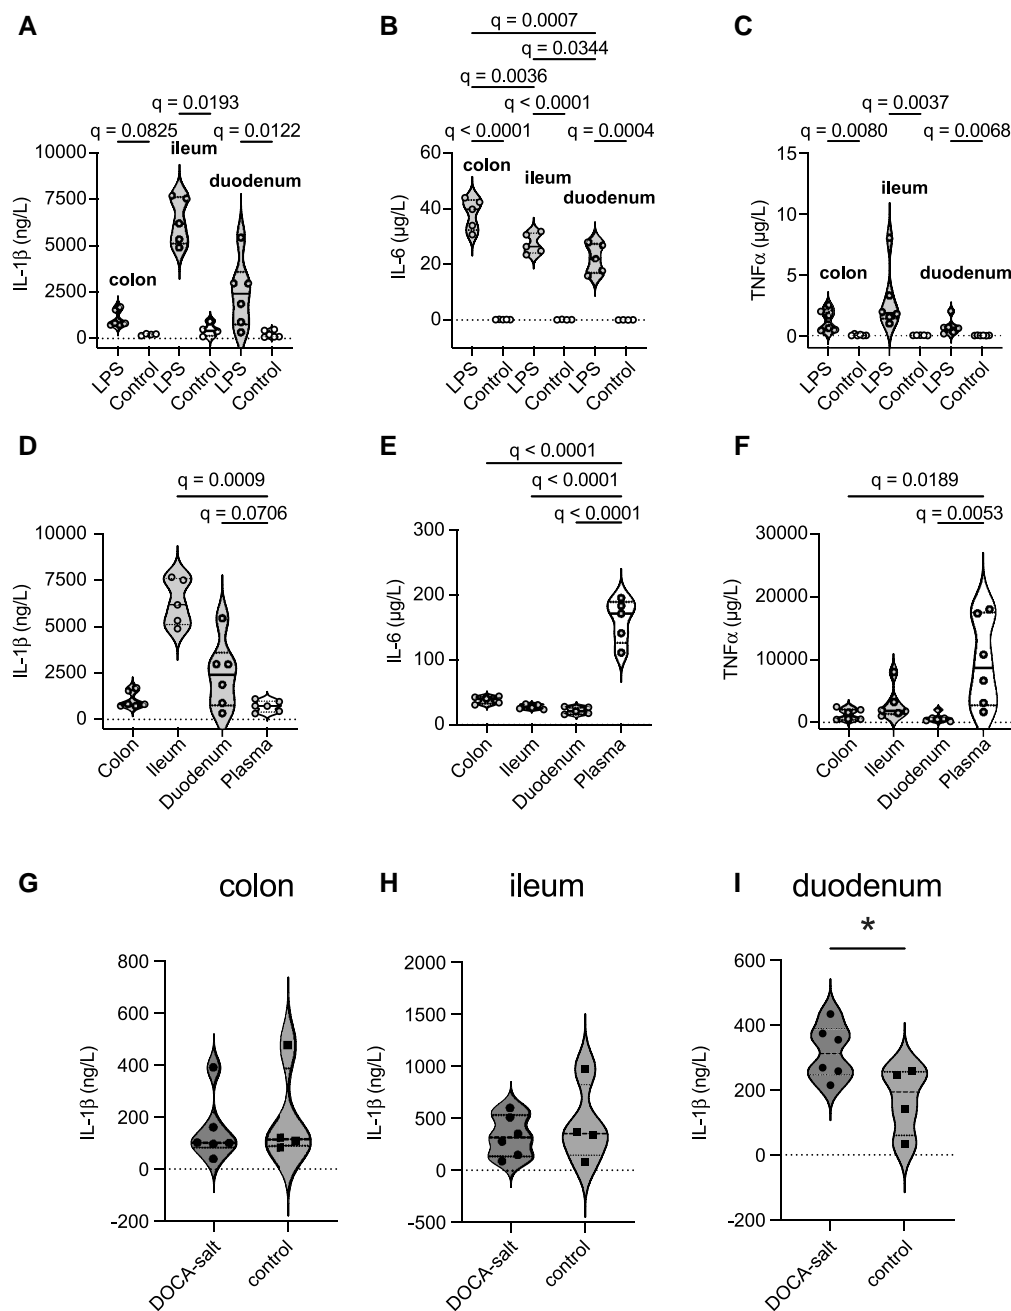 A
B
C
q = 0.0007
q = 0.0344
q = 0.0036
q = 0.0193
q < 0.0001
q = 0.0037
q = 0.0825
q = 0.0122
q < 0.0001
q = 0.0004
q = 0.0080
q = 0.0068
IL-1β (ng/L)
10000
7500
5000
2500
0
colon
ileum
duodenum
LPS
Control
LPS
Control
LPS
Control
IL-6 (μg/L)
60
40
20
0
colon
ileum
duodenum
LPS
Control
LPS
Control
LPS
Control
TNFα (μg/L)
15
10
5
0
colon
ileum
duodenum
LPS
Control
LPS
Control
LPS
Control
D
q = 0.0009
q = 0.0706
IL-1β (ng/L)
10000
7500
5000
2500
0
Colon
Ileum
Duodenum
Plasma
E
q < 0.0001
q < 0.0001
q <0.0001
IL-6 (μg/L)
300
200
100
0
Colon
Ileum
Duodenum
Plasma
F
q = 0.0189
q = 0.0053
TNFα (μg/L)
30000
20000
10000
0
Colon
Ileum
Duodenum
Plasma
G
colon
IL-1β (ng/L)
800
600
400
200
0
-200
DOCA-salt
control
H
ileum
IL-1β (ng/L)
2000
1500
1000
500
0
-500
DOCA-salt
control
I
duodenum
*
IL-1β (ng/L)
600
400
200
0
-200
DOCA-salt
control